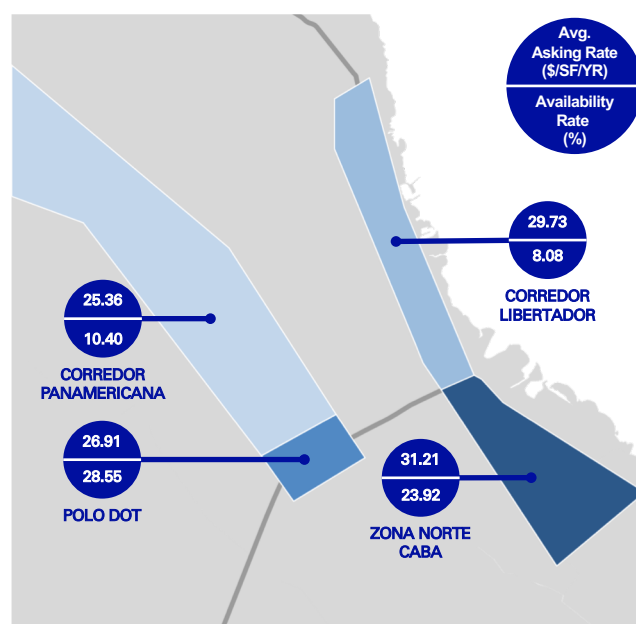 Avg.
Asking Rate
($/SF/YR)
Availability
Rate
(%)
29.73
8.08
CORREDOR
LIBERTADOR
25.36
10.40
CORREDOR
PANAMERICANA
26.91
28.55
POLO DOT
31.21
23.92
ZONA NORTE
CABA